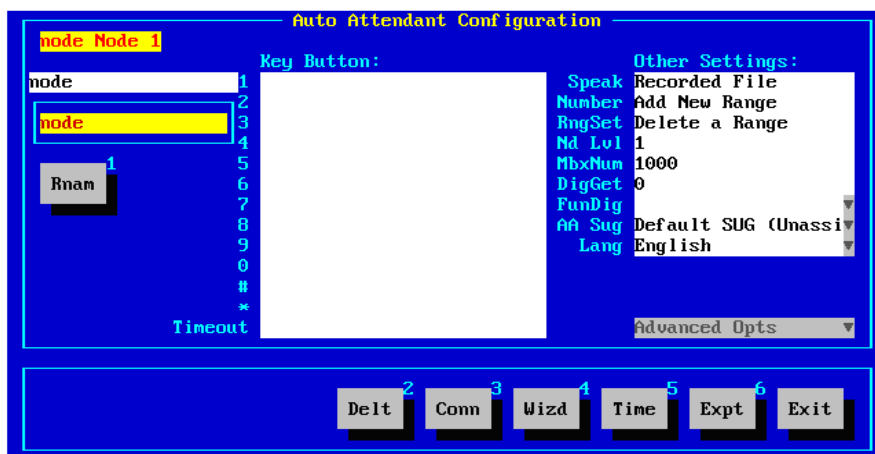 Auto Attendant Configuration
node Node 1
Key Button:
Other Settings:
node
1
Speak Recorded File
2
Number Add New Range
node
3
RngSet Delete a Range
4
Nd Lvl 1
1
5
MbxNum 1000
Rnam
6
DigGet 0
7
FunDig
8
AA Sug Default SUG (Unassi
9
Lang English
0
#
*
Timeout
Advanced Opts
2 3 4 5 6
Delt Conn Wizd Time Expt Exit